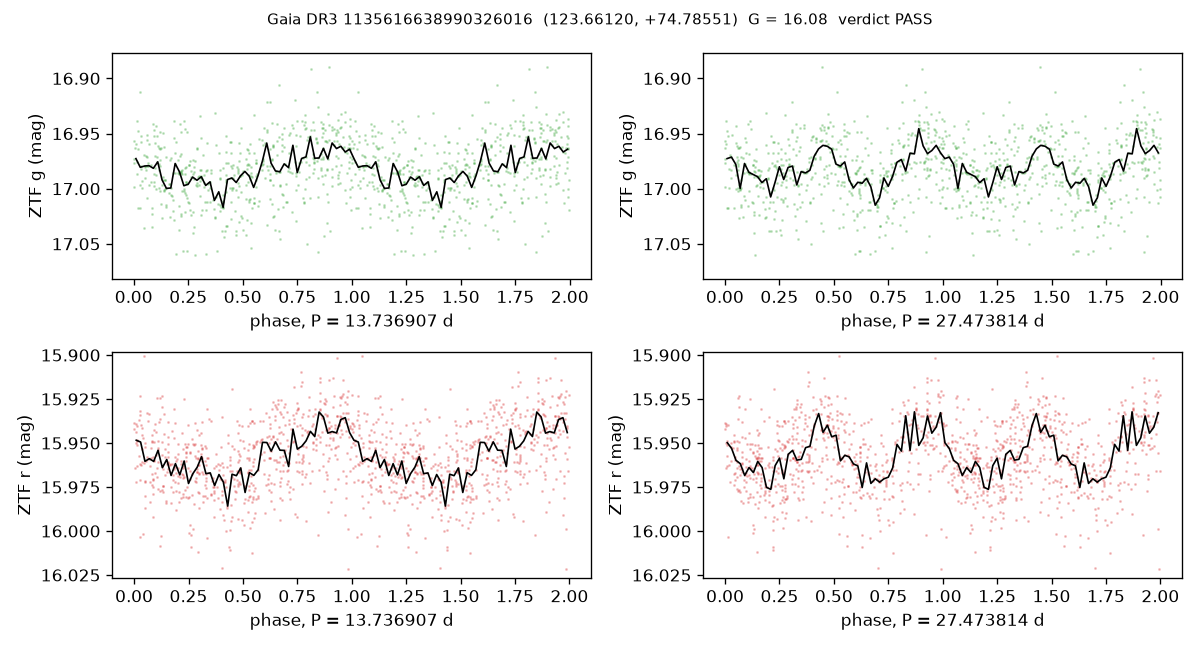 Gaia DR3 1135616638990326016  (123.66120, +74.78551)  G = 16.08  verdict PASS
ZTF g (mag)
16.90
16.95
17.00
17.05
0.00 0.25 0.50 0.75 1.00 1.25 1.50 1.75 2.00
phase, P = 13.736907 d
ZTF g (mag)
16.90
16.95
17.00
17.05
0.00 0.25 0.50 0.75 1.00 1.25 1.50 1.75 2.00
phase, P = 27.473814 d
ZTF r (mag)
15.900
15.925
15.950
15.975
16.000
16.025
0.00 0.25 0.50 0.75 1.00 1.25 1.50 1.75 2.00
phase, P = 13.736907 d
ZTF r (mag)
15.900
15.925
15.950
15.975
16.000
16.025
0.00 0.25 0.50 0.75 1.00 1.25 1.50 1.75 2.00
phase, P = 27.473814 d